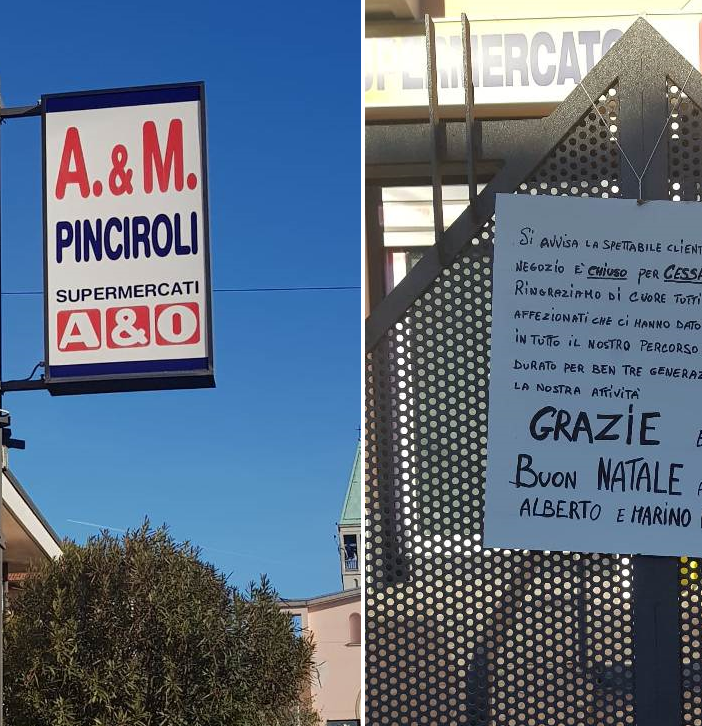 A.&M.
PINCIROLI
SUPERMERCATI
A&O
SUPERMERCATO
Si AVVISA LA SPETTABILE CLIENT
NEGOZIO È CHIUSO PER CESSA
RINGRAZIAMO DI CUORE TUTTI
AFFEZIONATI CHE CI HANNO DATO
IN TUTTO IL NOSTRO PERCORSO
DURATO PER BEN TRE GENERAZ
LA NOSTRA ATTIVITÀ
GRAZIE E
BUON NATALE
ALBERTO E MARINO